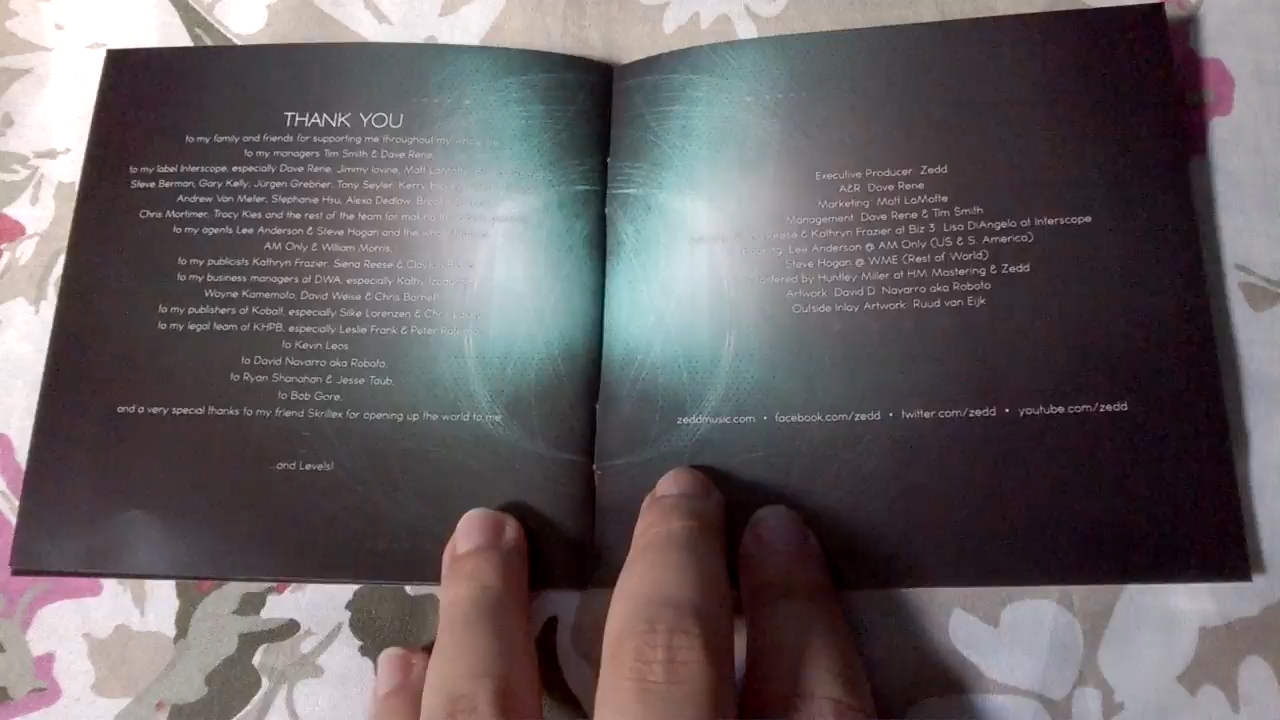 THANK YOU
to my family and friends for supporting me throughout my whole
to my managers Tim Smith & Dave Rene,
to my label Interscope, especially Dave Rene, Jimmy Iovine, Matt LaMotte,
Steve Berman, Gary Kelly, Jürgen Grebner, Tony Seyler, Kerry
Andrew Van Meter, Stephanie Hsu, Alexa Dedlow,
Chris Mortimer, Tracy Kies and the rest of the team for making
to my agents Lee Anderson & Steve Hogan and the whole
AM Only & William Morris,
to my publicists Kathryn Frazier, Siena Reese & Clayton
to my business managers at DWA, especially Kathy
Wayne Kamemoto, David Weise & Chris Barnett
to my publishers at Kobalt, especially Silke Lorenzen & Chris
to my legal team at KHPB, especially Leslie Frank & Peter
to Kevin Leos
to David Navarro aka Roboto,
to Ryan Shanahan & Jesse Taub,
to Bob Gore,
and a very special thanks to my friend Skrillex for opening up the world to me
...and Levels!
Executive Producer: Zedd
A&R: Dave Rene
Marketing: Matt LaMotte
Management: Dave Rene & Tim Smith
Reese & Kathryn Frazier at Biz 3 Lisa DiAngelo at Interscope
Lee Anderson @ AM Only (US & S. America)
Steve Hogan @ WME (Rest of World)
Mastered by Huntley Miller at HM Mastering & Zedd
Artwork: David D. Navarro aka Roboto
Outside Inlay Artwork: Ruud van Eijk
zeddmusic.com • facebook.com/zedd • twitter.com/zedd • youtube.com/zedd